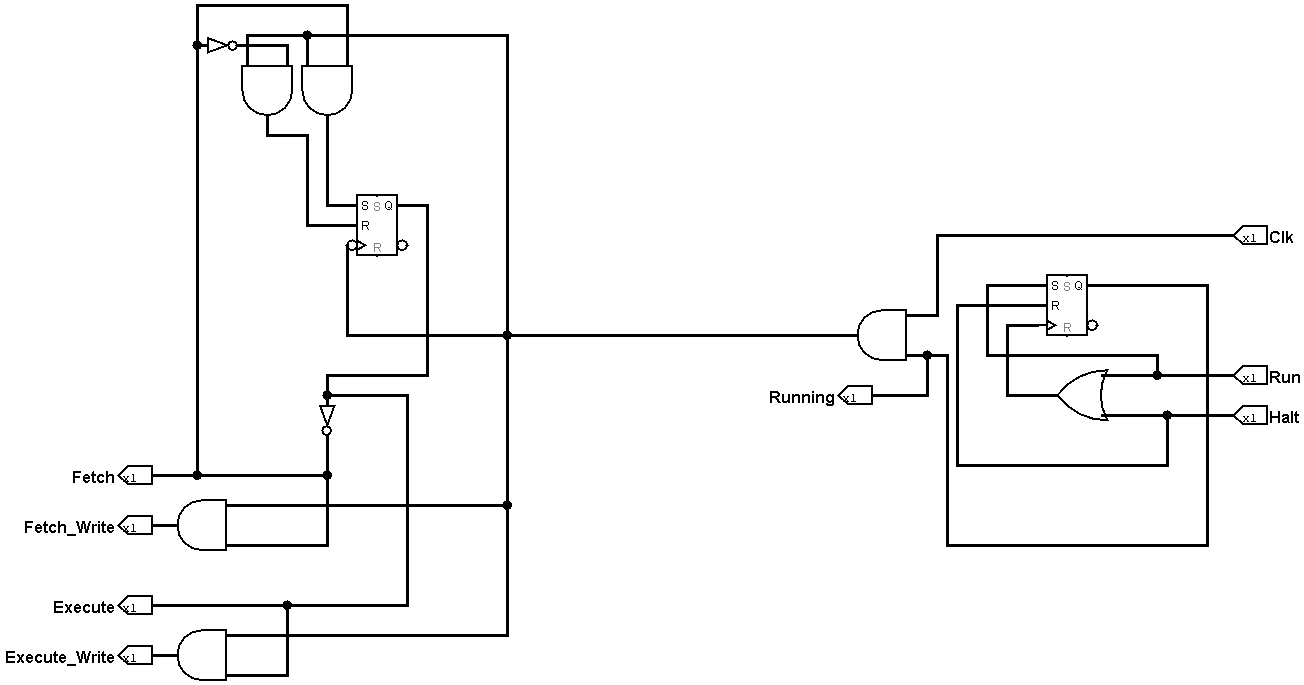 S S Q
R
R
Clk
x1
S S Q
R
R
Run
x1
Running
x1
Halt
x1
Fetch
x1
Fetch_Write
x1
Execute
x1
Execute_Write
x1